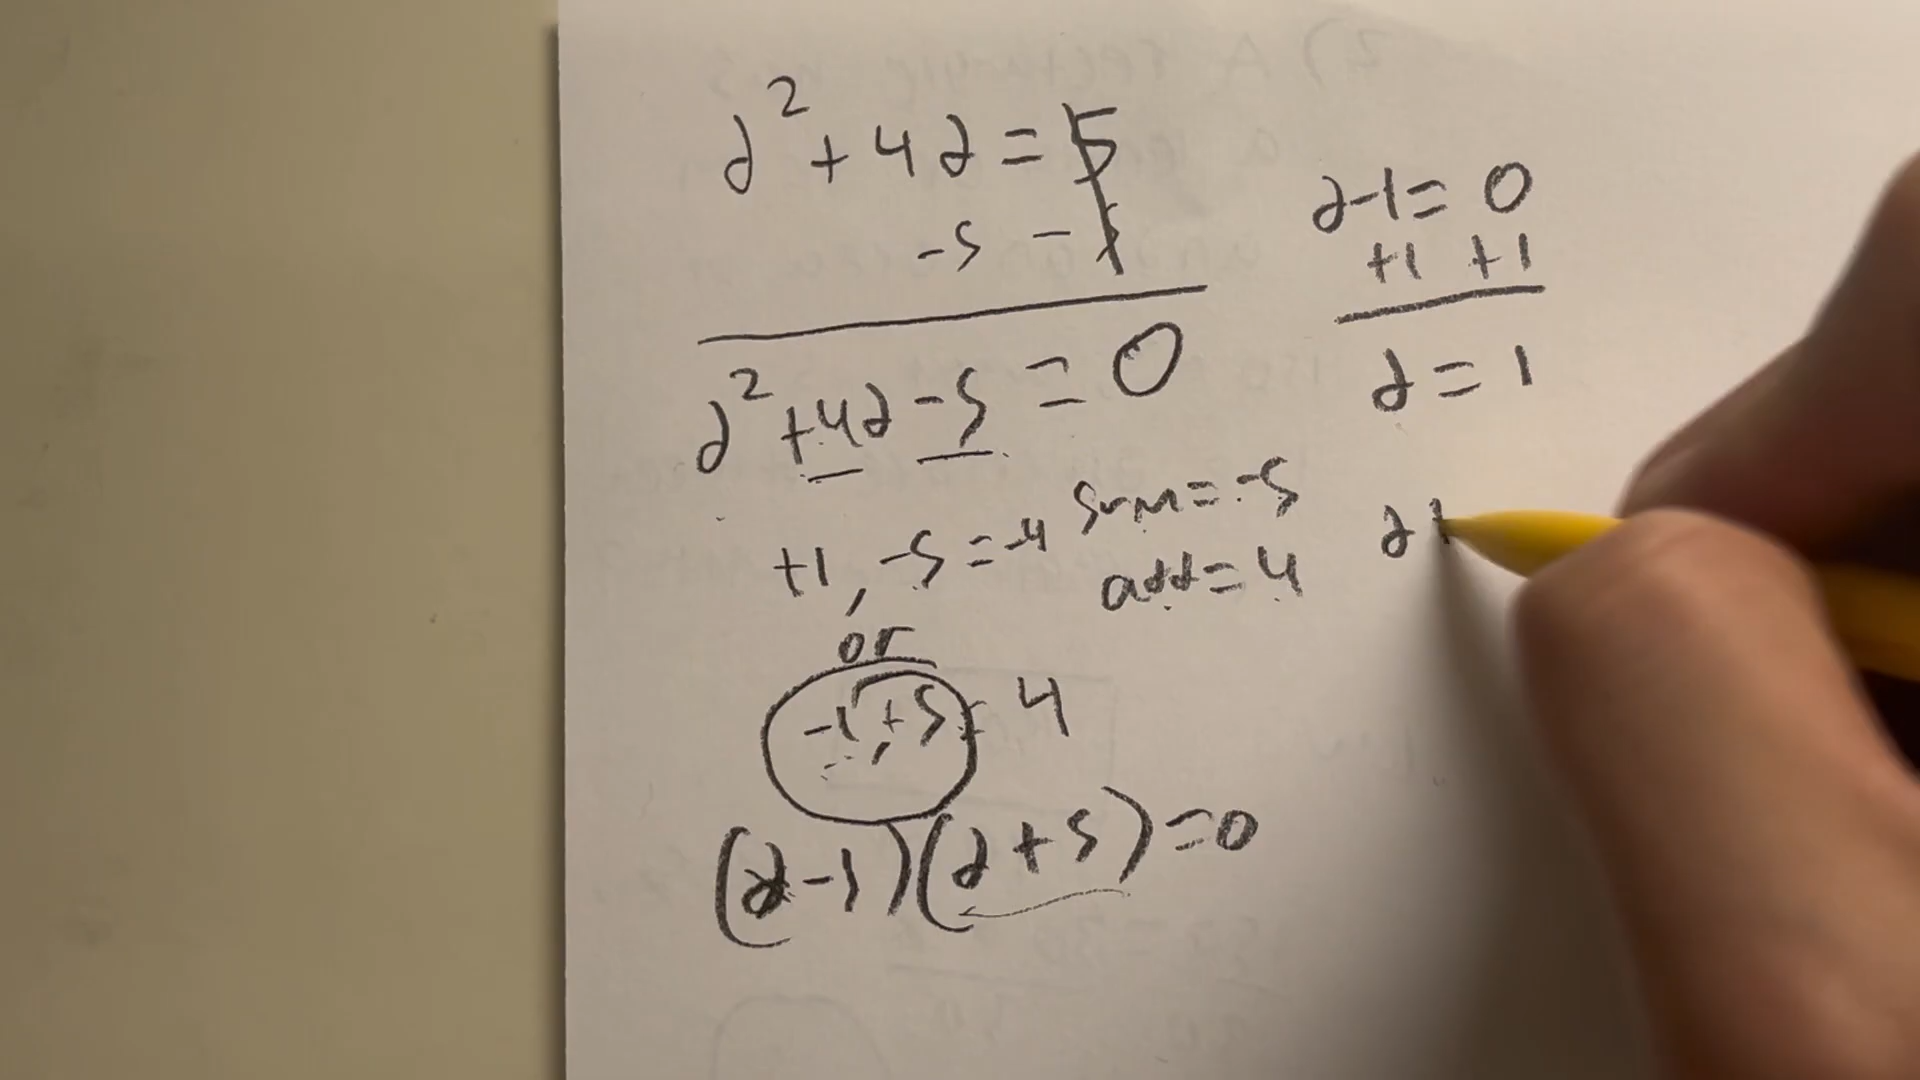 ∂² + 4∂ = 5
-5 - 5
∂² + 4∂ - 5 = 0
+1, -5 = -4
or
-1, +5 = 4
(∂-1)(∂+5) = 0
sum = -5
add = 4
∂-1 = 0
+1 +1
∂ = 1
∂